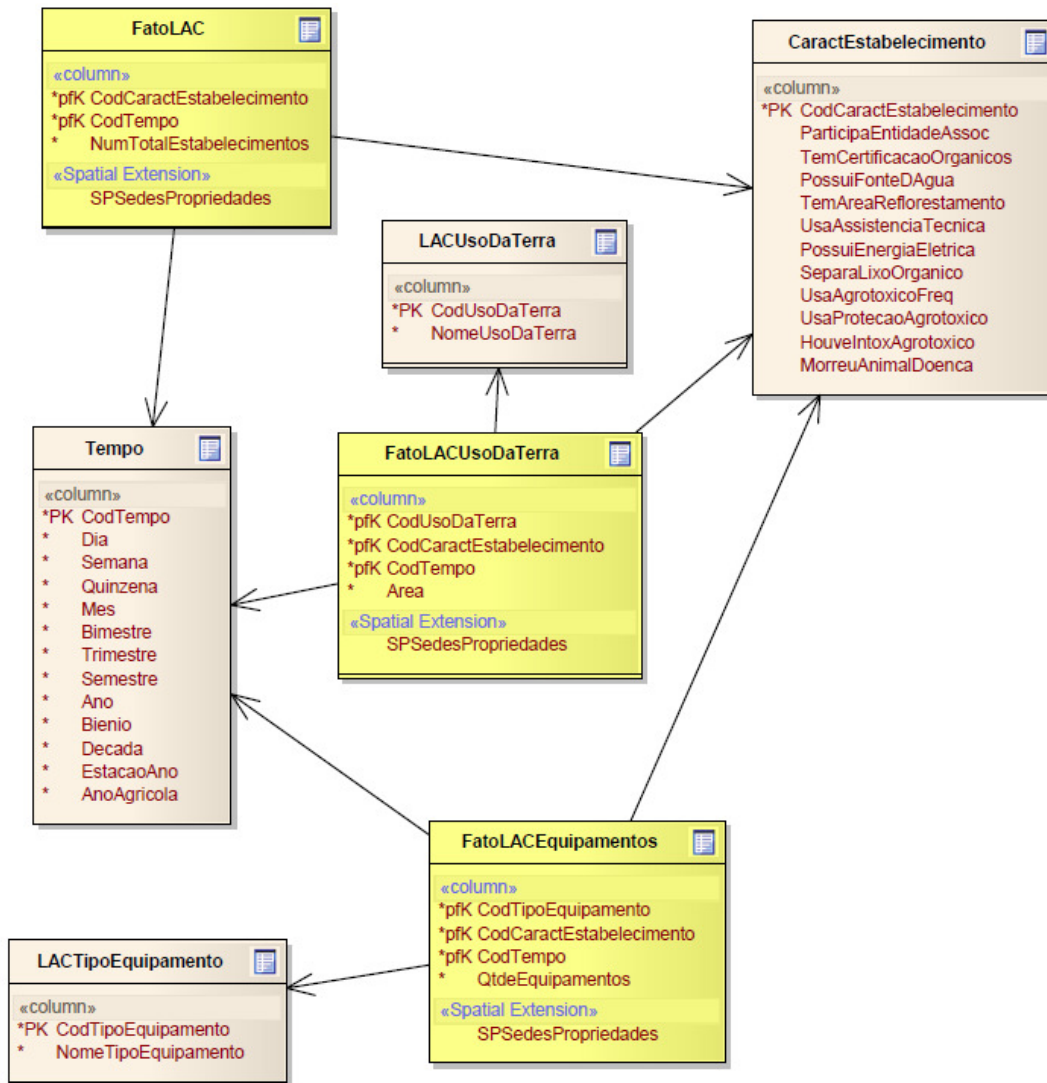 FatoLAC
«column»
*pfK CodCaractEstabelecimento
*pfK CodTempo
* NumTotalEstabelecimentos
«Spatial Extension»
SPSedesPropriedades
CaractEstabelecimento
«column»
*PK CodCaractEstabelecimento
ParticipaEntidadeAssoc
TemCertificacaoOrganicos
PossuiFonteDAgua
TemAreaReflorestamento
UsaAssistenciaTecnica
PossuiEnergiaEletrica
SeparaLixoOrganico
UsaAgrotoxicoFreq
UsaProtecaoAgrotoxico
HouveIntoxAgrotoxico
MorreuAnimalDoenca
LACUsoDaTerra
«column»
*PK CodUsoDaTerra
* NomeUsoDaTerra
Tempo
«column»
*PK CodTempo
* Dia
* Semana
* Quinzena
* Mes
* Bimestre
* Trimestre
* Semestre
* Ano
* Bienio
* Decada
* EstacaoAno
* AnoAgricola
FatoLACUsoDaTerra
«column»
*pfK CodUsoDaTerra
*pfK CodCaractEstabelecimento
*pfK CodTempo
* Area
«Spatial Extension»
SPSedesPropriedades
FatoLACEquipamentos
«column»
*pfK CodTipoEquipamento
*pfK CodCaractEstabelecimento
*pfK CodTempo
* QtdeEquipamentos
«Spatial Extension»
SPSedesPropriedades
LACTipoEquipamento
«column»
*PK CodTipoEquipamento
* NomeTipoEquipamento